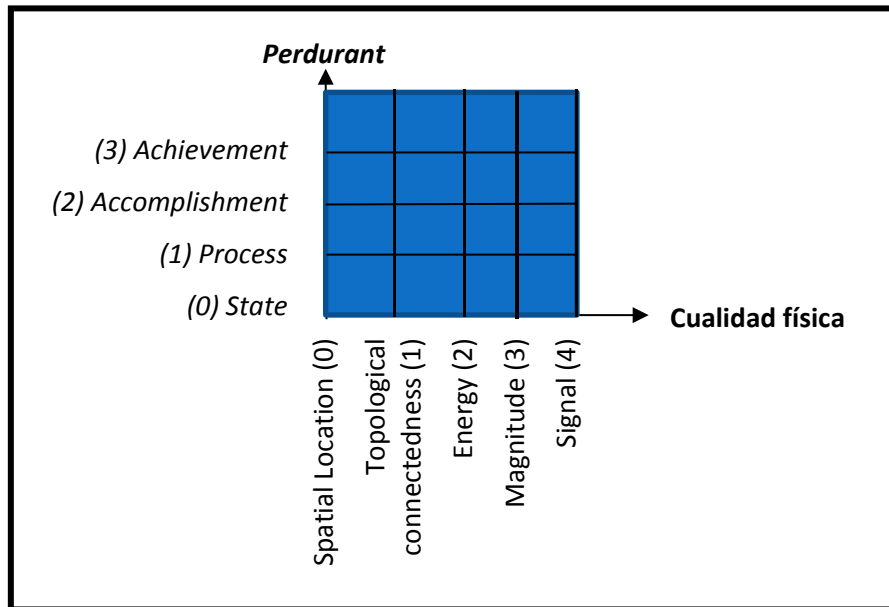 Perdurant
(3) Achievement
(2) Accomplishment
(1) Process
(0) State
Cualidad física
Spatial Location (0)
Topological
connectedness (1)
Energy (2)
Magnitude (3)
Signal (4)